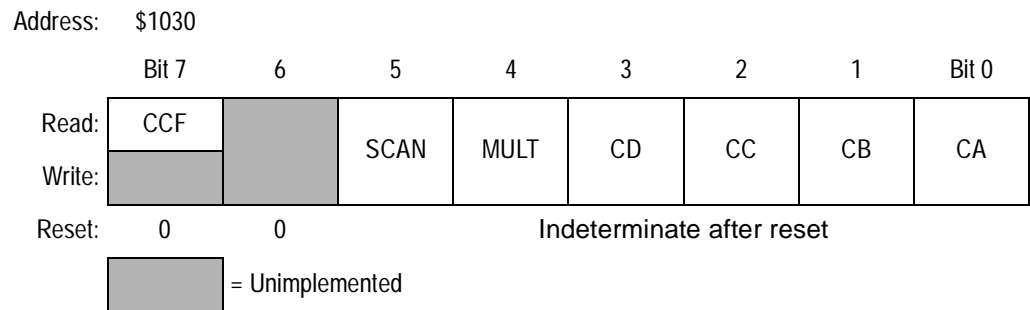 Address: $1030
Bit 7 6 5 4 3 2 1 Bit 0
Read: CCF
SCAN MULT CD CC CB CA
Write:
Reset: 0 0 Indeterminate after reset
= Unimplemented